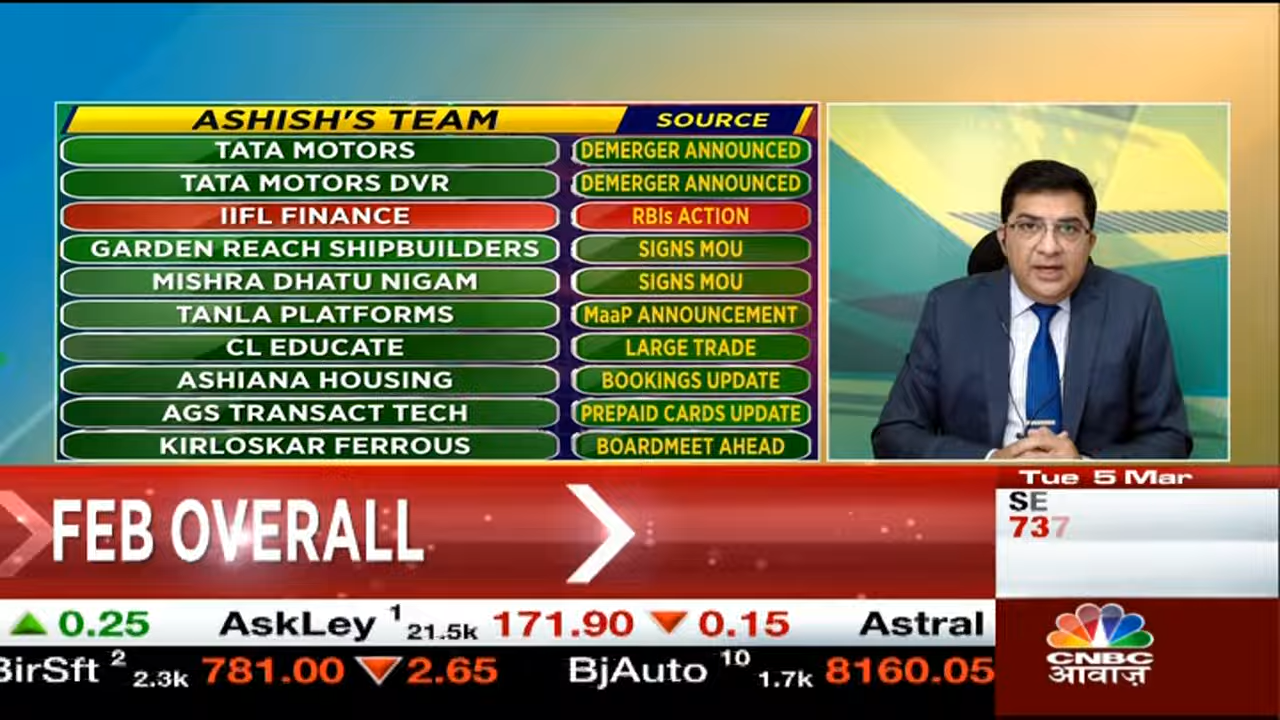 ASHISH'S TEAM SOURCE
TATA MOTORS DEMERGER ANNOUNCED
TATA MOTORS DVR DEMERGER ANNOUNCED
IIFL FINANCE RBIs ACTION
GARDEN REACH SHIPBUILDERS SIGNS MOU
MISHRA DHATU NIGAM SIGNS MOU
TANLA PLATFORMS MaaP ANNOUNCEMENT
CL EDUCATE LARGE TRADE
ASHIANA HOUSING BOOKINGS UPDATE
AGS TRANSACT TECH PREPAID CARDS UPDATE
KIRLOSKAR FERROUS BOARDMEET AHEAD
FEB OVERALL
Tue 5 Mar
SE
737
0.25 AskLey 1 21.5k 171.90 0.15 Astral
BirSft 2 2.3k 781.00 2.65 BjAuto 10 1.7k 8160.05
CNBC
आवाज़